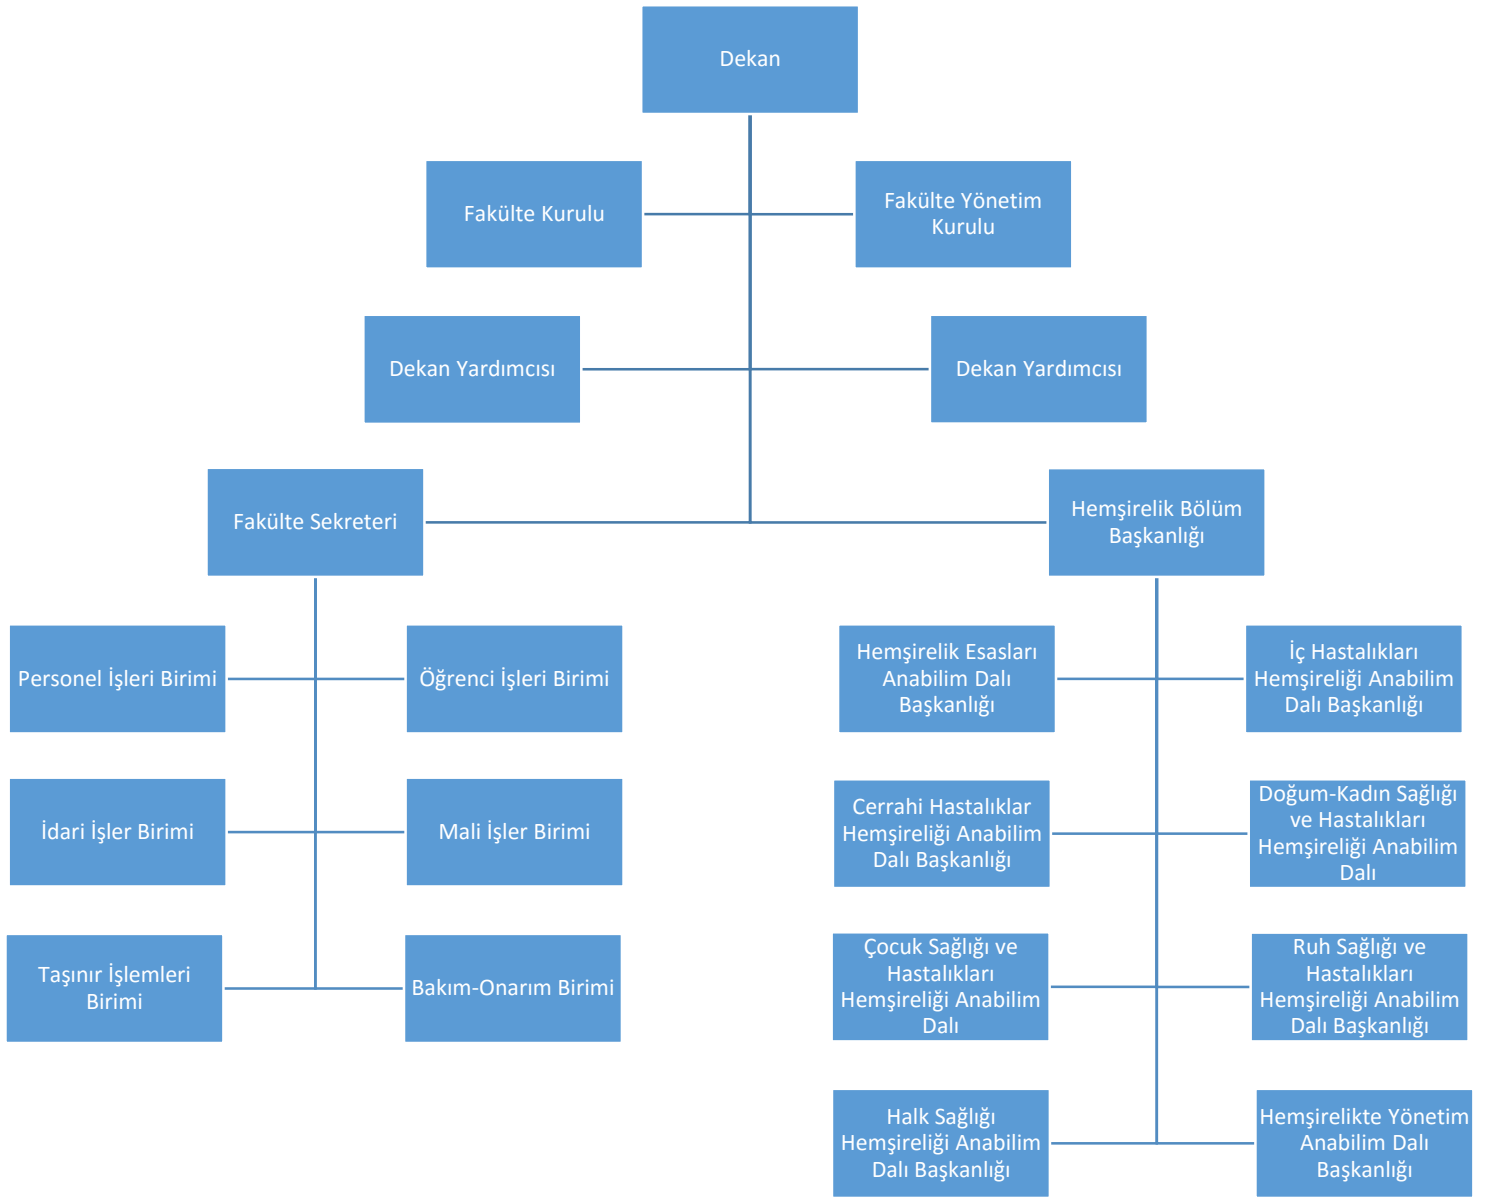 Dekan
Fakülte Kurulu
Fakülte Yönetim
Kurulu
Dekan Yardımcısı
Dekan Yardımcısı
Fakülte Sekreteri
Hemşirelik Bölüm
Başkanlığı
Personel İşleri Birimi
Öğrenci İşleri Birimi
Hemşirelik Esasları
Anabilim Dalı
Başkanlığı
İç Hastalıkları
Hemşireliği Anabilim
Dalı Başkanlığı
İdari İşler Birimi
Mali İşler Birimi
Cerrahi Hastalıklar
Hemşireliği Anabilim
Dalı Başkanlığı
Doğum-Kadın Sağlığı
ve Hastalıkları
Hemşireliği Anabilim
Dalı
Taşınır İşlemleri
Birimi
Bakım-Onarım Birimi
Çocuk Sağlığı ve
Hastalıkları
Hemşireliği Anabilim
Dalı
Ruh Sağlığı ve
Hastalıkları
Hemşireliği Anabilim
Dalı Başkanlığı
Halk Sağlığı
Hemşireliği Anabilim
Dalı Başkanlığı
Hemşirelikte Yönetim
Anabilim Dalı
Başkanlığı